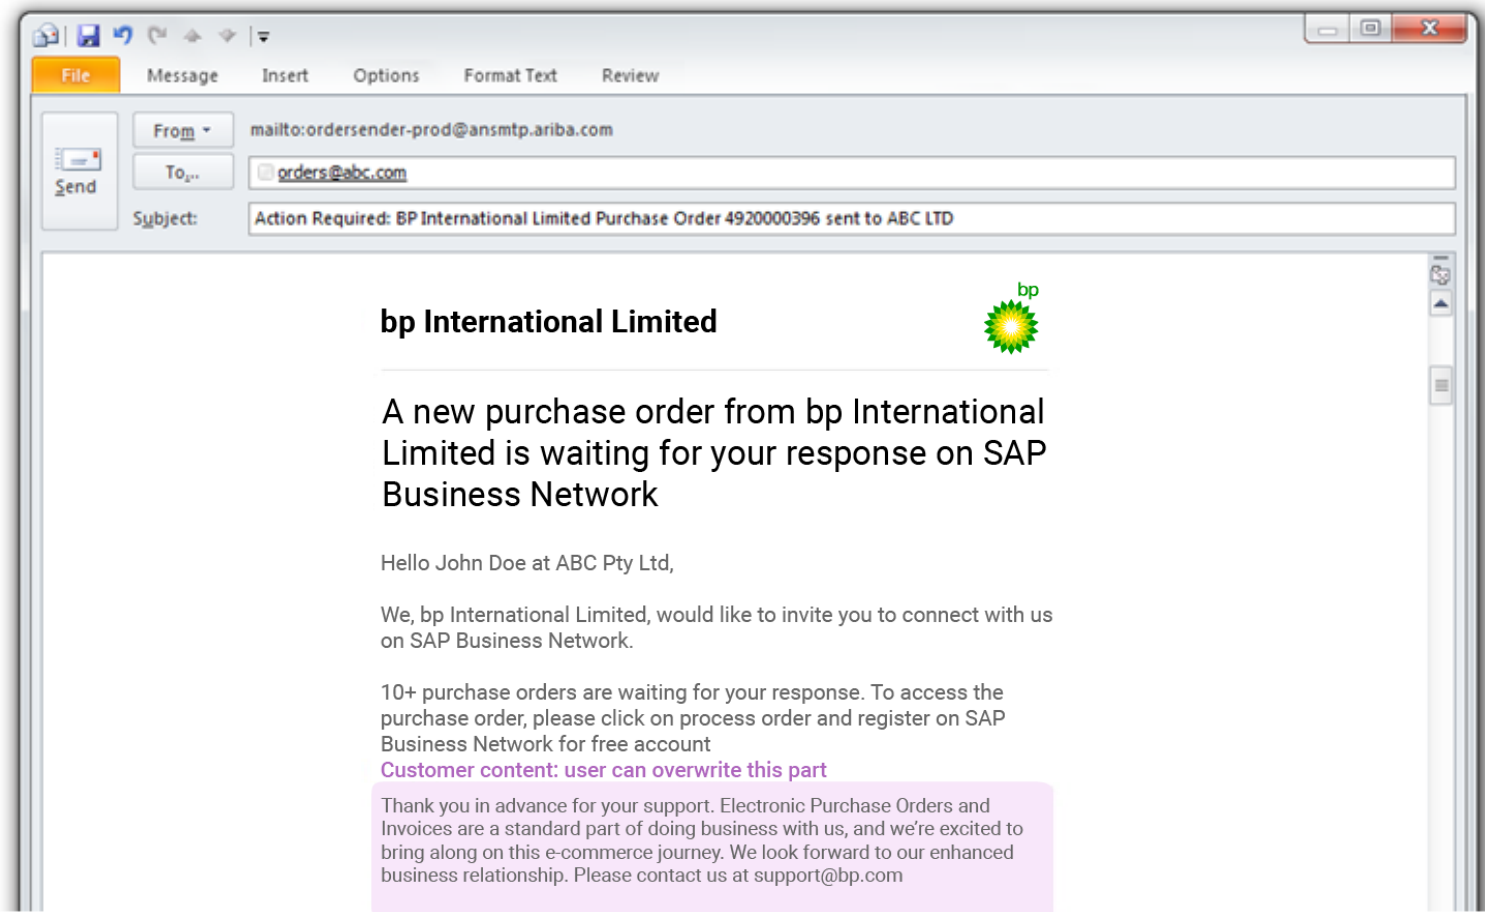 File Message Insert Options Format Text Review
From mailto:ordersender-prod@ansmtp.ariba.com
To... orders@abc.com
Send
Subject: Action Required: BP International Limited Purchase Order 4920000396 sent to ABC LTD
bp
bp International Limited
A new purchase order from bp International
Limited is waiting for your response on SAP
Business Network
Hello John Doe at ABC Pty Ltd,
We, bp International Limited, would like to invite you to connect with us
on SAP Business Network.
10+ purchase orders are waiting for your response. To access the
purchase order, please click on process order and register on SAP
Business Network for free account
Customer content: user can overwrite this part
Thank you in advance for your support. Electronic Purchase Orders and
Invoices are a standard part of doing business with us, and we’re excited to
bring along on this e-commerce journey. We look forward to our enhanced
business relationship. Please contact us at support@bp.com